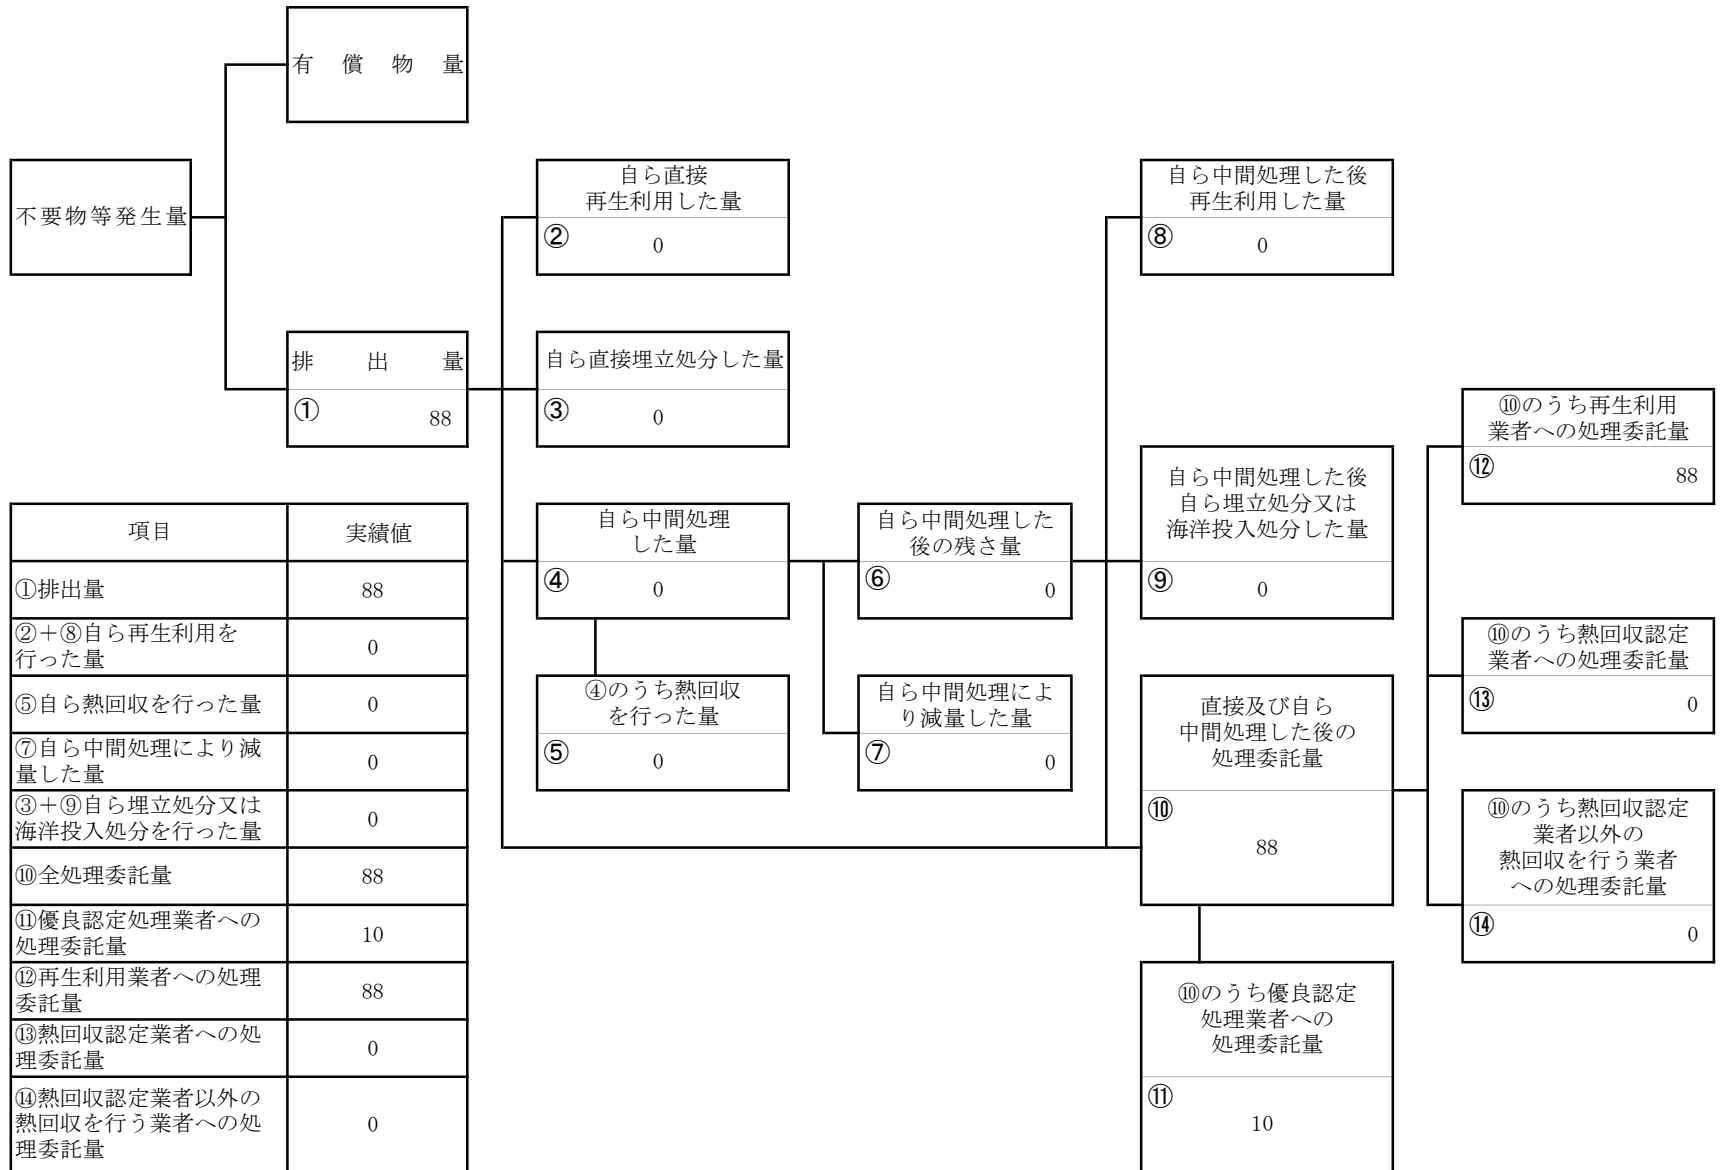 有償物量
不要物等発生量
排出量
①
88
自ら直接
再生利用した量
②
0
自ら直接埋立処分した量
③
0
自ら中間処理
した量
④
0
④のうち熱回収
を行った量
⑤
0
自ら中間処理した
後の残さ量
⑥
0
自ら中間処理によ
り減量した量
⑦
0
自ら中間処理した後
再生利用した量
⑧
0
自ら中間処理した後
自ら埋立処分又は
海洋投入処分した量
⑨
0
直接及び自ら
中間処理した後の
処理委託量
⑩
88
⑩のうち優良認定
処理業者への
処理委託量
⑪
10
⑩のうち再生利用
業者への処理委託量
⑫
88
⑩のうち熱回収認定
業者への処理委託量
⑬
0
⑩のうち熱回収認定
業者以外の
熱回収を行う業者
への処理委託量
⑭
0
項目 実績値
①排出量 88
②+⑧自ら再生利用を
行った量 0
⑤自ら熱回収を行った量 0
⑦自ら中間処理により減
量した量 0
③+⑨自ら埋立処分又は
海洋投入処分を行った量 0
⑩全処理委託量 88
⑪優良認定処理業者への
処理委託量 10
⑫再生利用業者への処理
委託量 88
⑬熱回収認定業者への処
理委託量 0
⑭熱回収認定業者以外の
熱回収を行う業者への処
理委託量 0